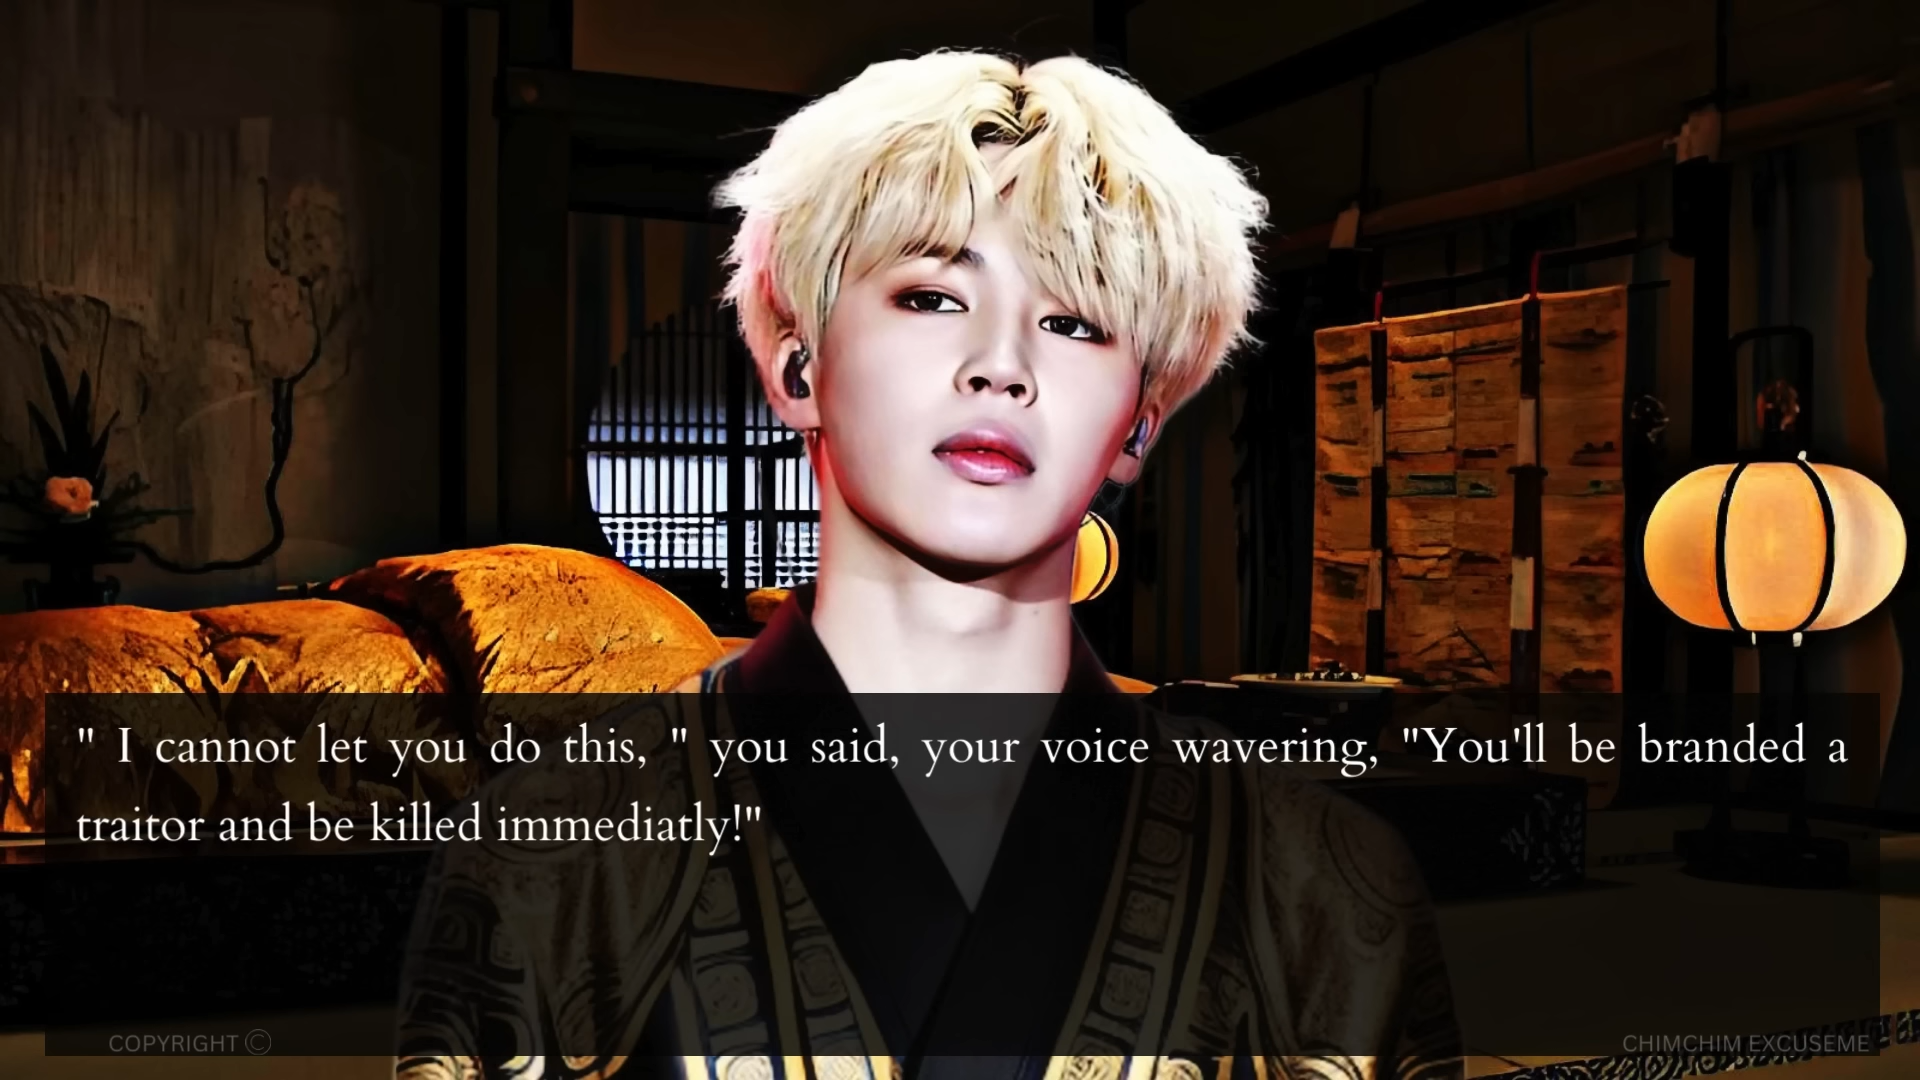 " I cannot let you do this, " you said, your voice wavering, "You'll be branded a
traitor and be killed immediatly!"
COPYRIGHT ©
CHIMCHIM EXCUSEME